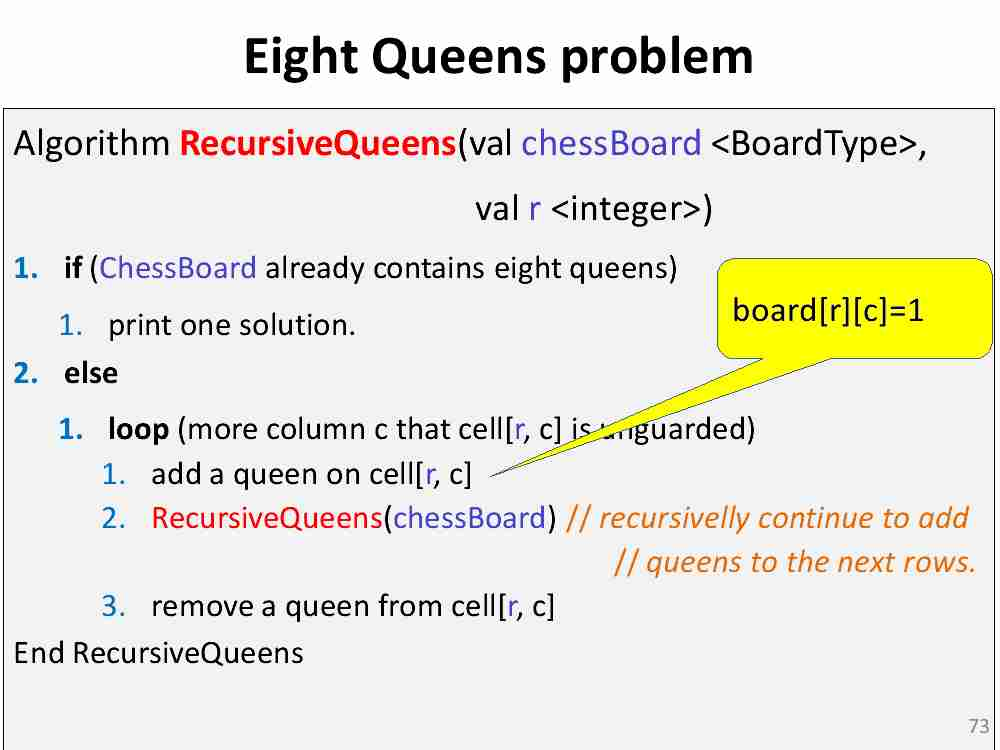 Eight Queens problem
Algorithm RecursiveQueens(val chessBoard <BoardType>,
val r <integer>)
1. if (ChessBoard already contains eight queens)
board[r][c]=1
1. print one solution.
2. else
1. loop (more column c that cell[r, c] is unguarded)
1. add a queen on cell[r, c]
2. RecursiveQueens(chessBoard) // recursivelly continue to add
// queens to the next rows.
3. remove a queen from cell[r, c]
End RecursiveQueens
73